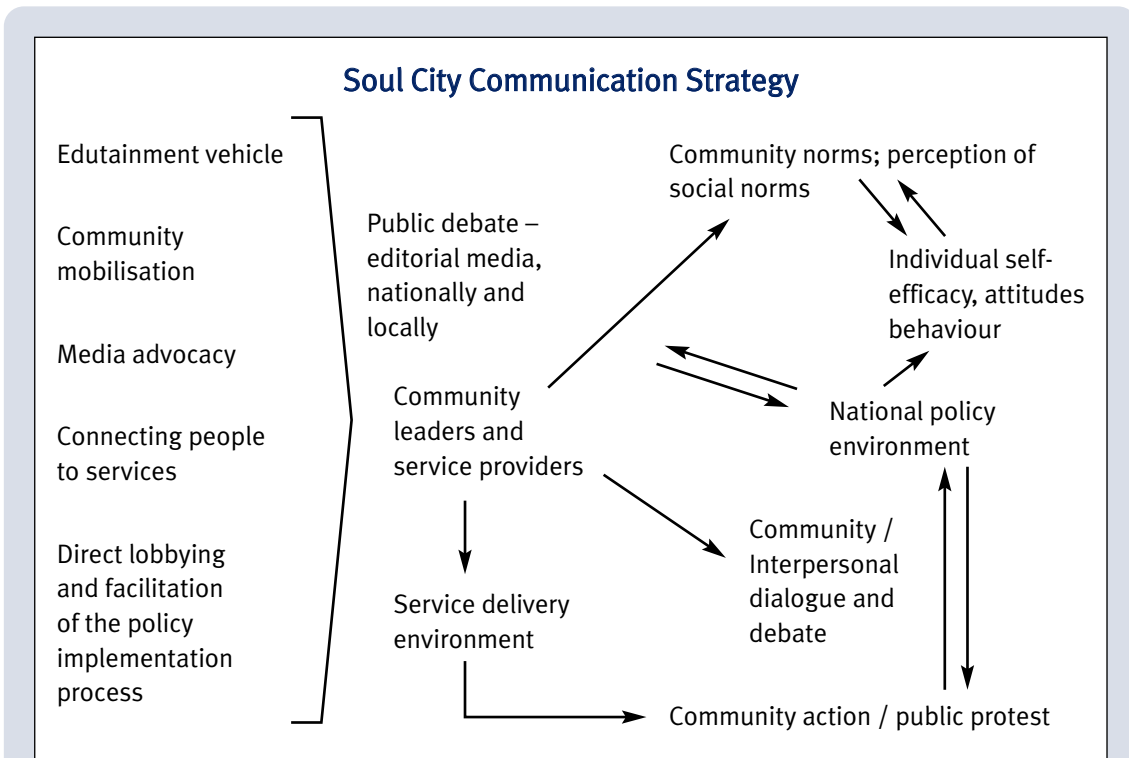 Soul City Communication Strategy
Edutainment vehicle
Community
mobilisation
Media advocacy
Connecting people
to services
Direct lobbying
and facilitation
of the policy
implementation
process
Public debate –
editorial media,
nationally and
locally
Community
leaders and
service providers
Service delivery
environment
Community norms; perception of
social norms
Individual self-
efficacy, attitudes
behaviour
National policy
environment
Community /
Interpersonal
dialogue and
debate
Community action / public protest